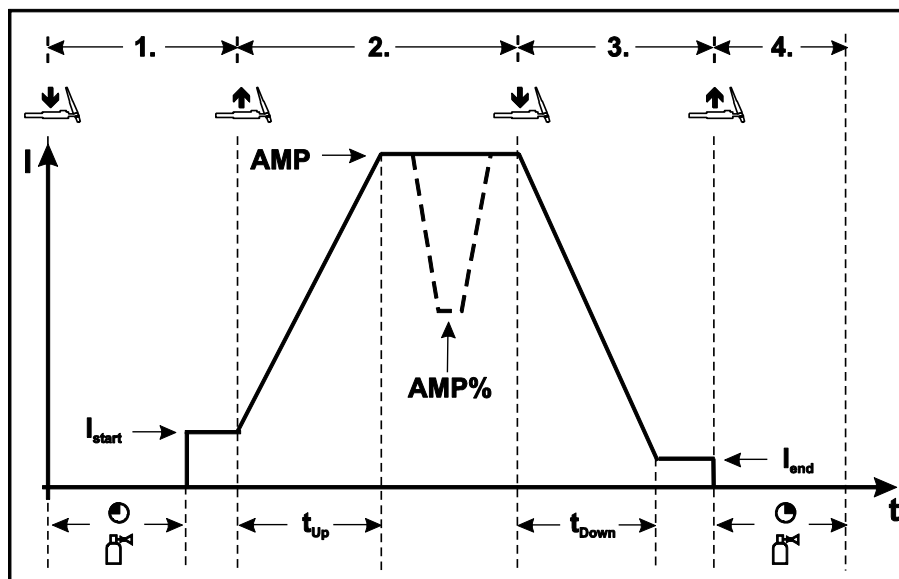 1. 2. 3. 4.
I
AMP
AMP%
Istart
Iend
t
tUp
tDown